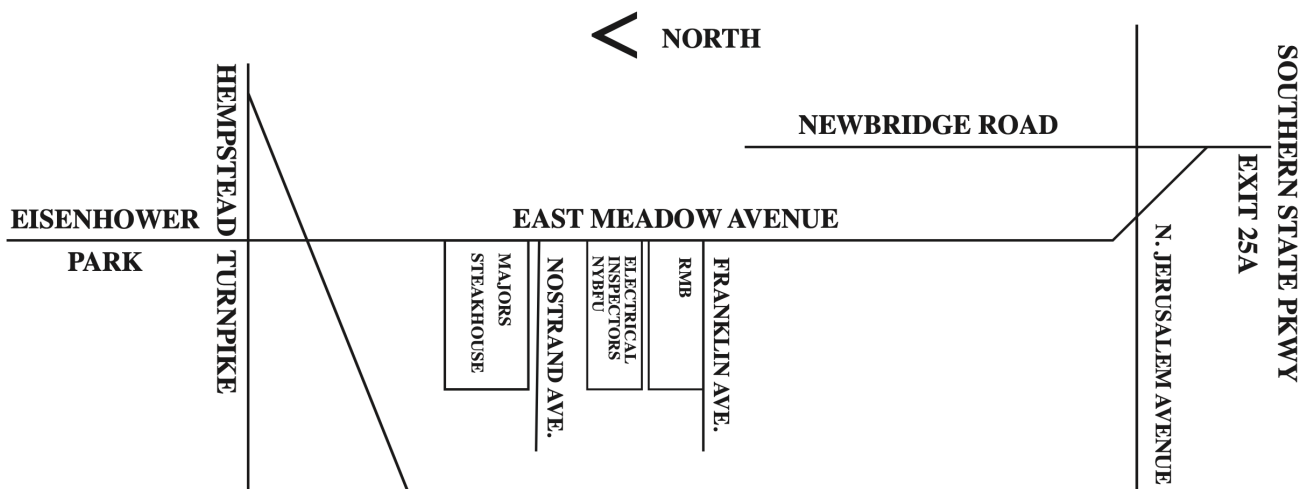 NORTH
NEWBRIDGE ROAD
SOUTHERN STATE PKWY
EXIT 25A
HEMPSTEAD TURNPIKE
EISENHOWER
PARK
EAST MEADOW AVENUE
MAJORS
STEAKHOUSE
NOSTRAND AVE.
ELECTRICAL
INSPECTORS
NYBFU
RMB
FRANKLIN AVE.
N. JERUSALEM AVENUE